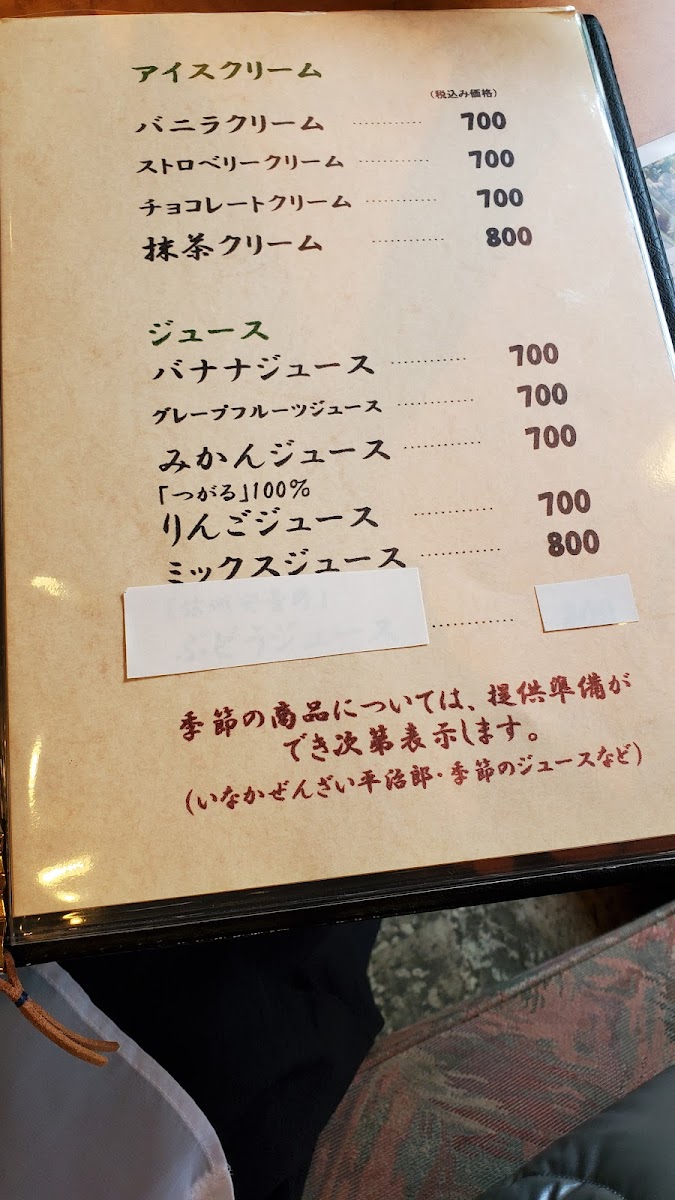 アイスクリーム
(税込み価格)
バニラクリーム ………… 700
ストロベリークリーム ………… 700
チョコレートクリーム ………… 700
抹茶クリーム ………… 800
ジュース
バナナジュース ………… 700
グレープフルーツジュース ………… 700
みかんジュース ………… 700
「つがる」100%
りんごジュース ………… 700
ミックスジュース ………… 800
ぶどうジュース …………
季節の商品については、提供準備が
でき次第表示します。
(いなかぜんざい平治郎・季節のジュースなど)